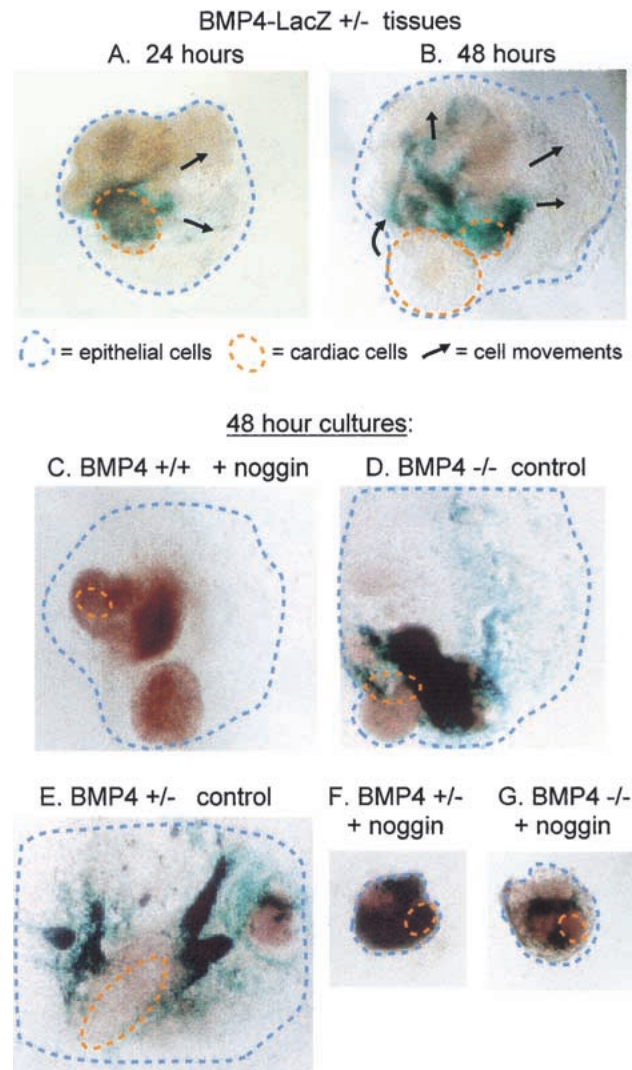 BMP4-LacZ +/- tissues
A. 24 hours
B. 48 hours
= epithelial cells
= cardiac cells
= cell movements
48 hour cultures:
C. BMP4 +/+ + noggin
D. BMP4 -/- control
E. BMP4 +/- control
F. BMP4 +/-
+ noggin
G. BMP4 -/-
+ noggin